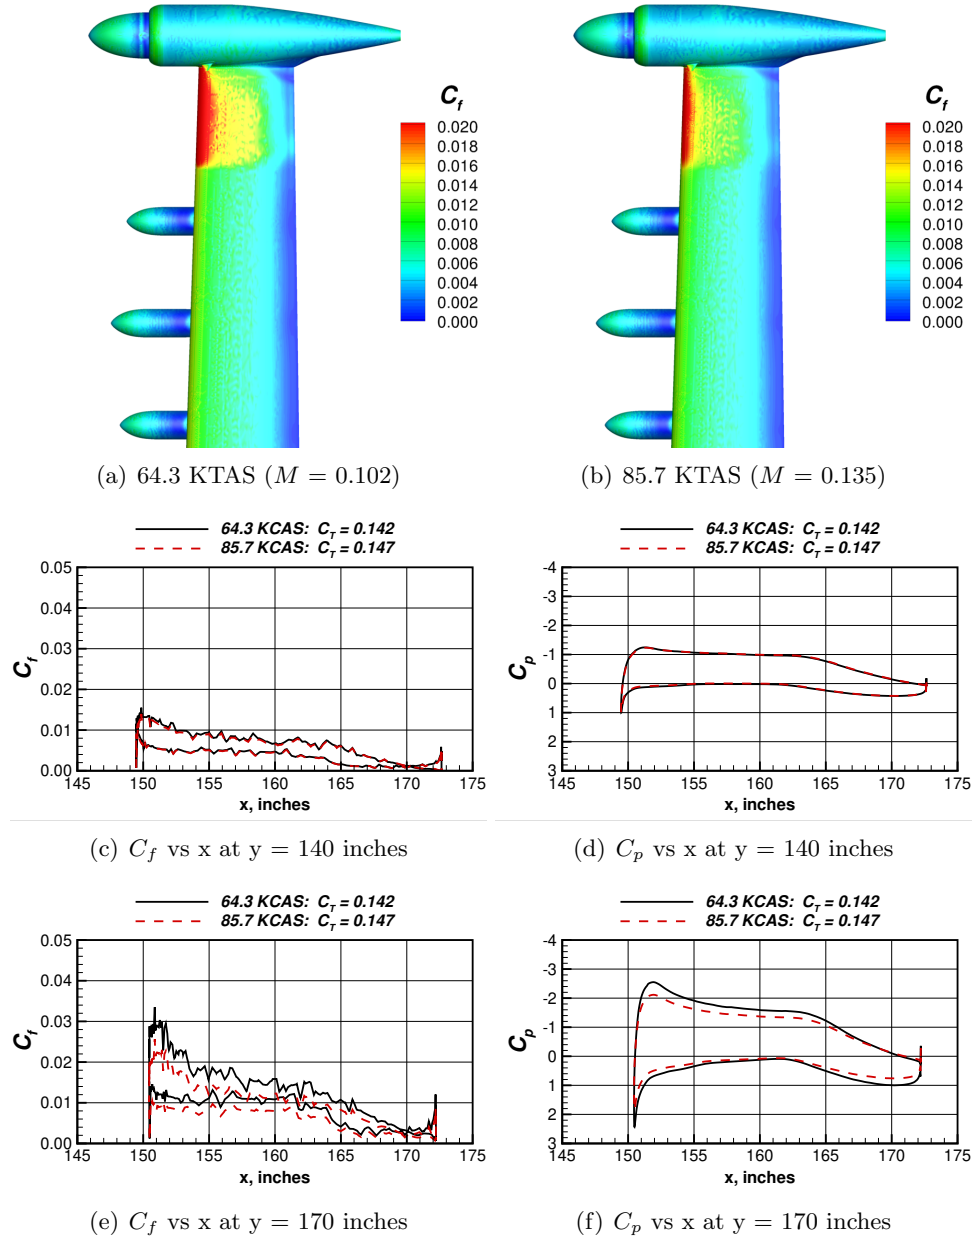 C_f
0.020
0.018
0.016
0.014
0.012
0.010
0.008
0.006
0.004
0.002
0.000
C_f
0.020
0.018
0.016
0.014
0.012
0.010
0.008
0.006
0.004
0.002
0.000
(a) 64.3 KTAS (M = 0.102)
(b) 85.7 KTAS (M = 0.135)
64.3 KCAS: C_T = 0.142
85.7 KCAS: C_T = 0.147
0.05
0.04
0.03
0.02
0.01
0.00
C_f
145 150 155 160 165 170 175
x, inches
64.3 KCAS: C_T = 0.142
85.7 KCAS: C_T = 0.147
-4
-3
-2
-1
0
1
2
3
C_p
145 150 155 160 165 170 175
x, inches
(c) C_f vs x at y = 140 inches
(d) C_p vs x at y = 140 inches
64.3 KCAS: C_T = 0.142
85.7 KCAS: C_T = 0.147
0.05
0.04
0.03
0.02
0.01
0.00
C_f
145 150 155 160 165 170 175
x, inches
64.3 KCAS: C_T = 0.142
85.7 KCAS: C_T = 0.147
-4
-3
-2
-1
0
1
2
3
C_p
145 150 155 160 165 170 175
x, inches
(e) C_f vs x at y = 170 inches
(f) C_p vs x at y = 170 inches